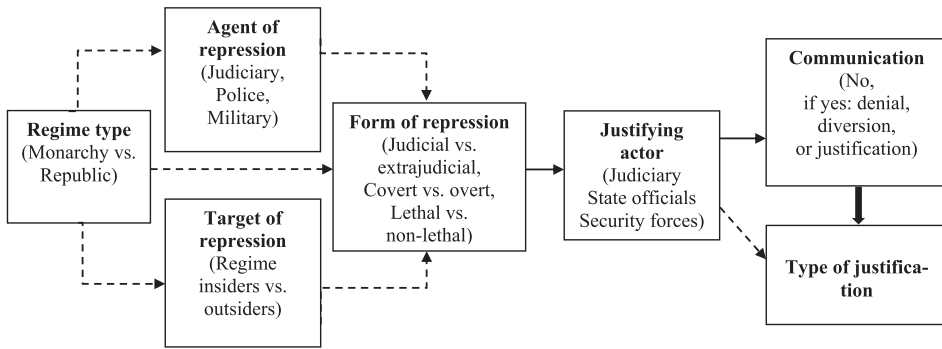 Agent of
repression
(Judiciary,
Police,
Military)
Regime type
(Monarchy vs.
Republic)
Target of
repression
(Regime
insiders vs.
outsiders)
Form of repression
(Judicial vs.
extrajudicial,
Covert vs. overt,
Lethal vs.
non-lethal)
Justifying
actor
(Judiciary
State officials
Security forces)
Communication
(No,
if yes: denial,
diversion,
or justification)
Type of justifica-
tion